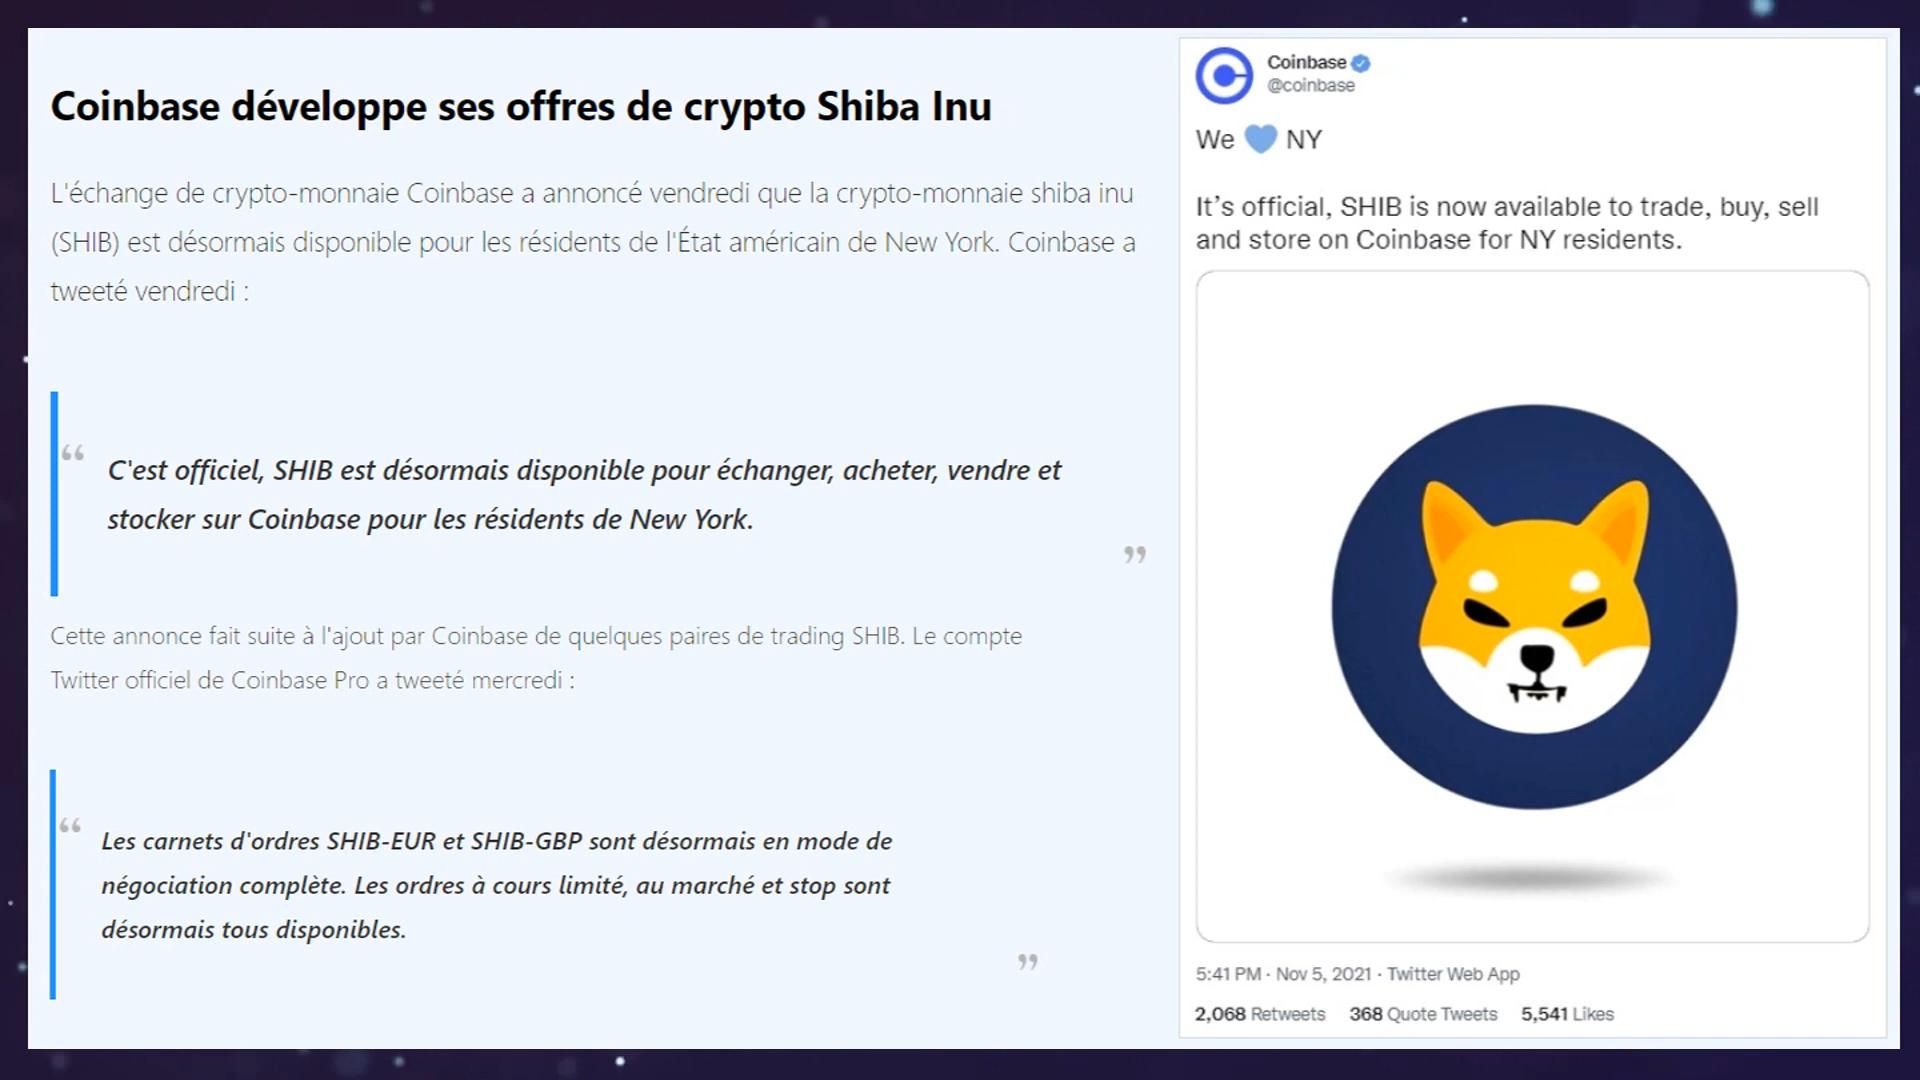 Coinbase développe ses offres de crypto Shiba Inu
L'échange de crypto-monnaie Coinbase a annoncé vendredi que la crypto-monnaie shiba inu
(SHIB) est désormais disponible pour les résidents de l'État américain de New York. Coinbase a
tweeté vendredi :
“
C'est officiel, SHIB est désormais disponible pour échanger, acheter, vendre et
stocker sur Coinbase pour les résidents de New York.
”
Cette annonce fait suite à l'ajout par Coinbase de quelques paires de trading SHIB. Le compte
Twitter officiel de Coinbase Pro a tweeté mercredi :
“
Les carnets d'ordres SHIB-EUR et SHIB-GBP sont désormais en mode de
négociation complète. Les ordres à cours limité, au marché et stop sont
désormais tous disponibles.
”
Coinbase
@coinbase
We 💙 NY
It’s official, SHIB is now available to trade, buy, sell
and store on Coinbase for NY residents.
5:41 PM · Nov 5, 2021 · Twitter Web App
2,068 Retweets 368 Quote Tweets 5,541 Likes